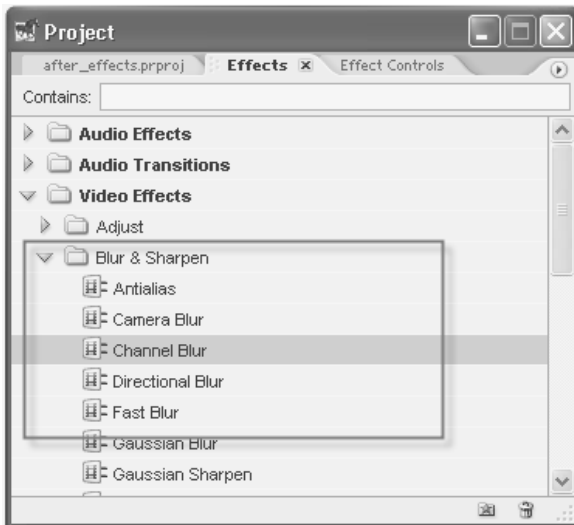 Project
after_effects.prproj Effects Effect Controls
Contains:
Audio Effects
Audio Transitions
Video Effects
Adjust
Blur & Sharpen
Antialias
Camera Blur
Channel Blur
Directional Blur
Fast Blur
Gaussian Blur
Gaussian Sharpen